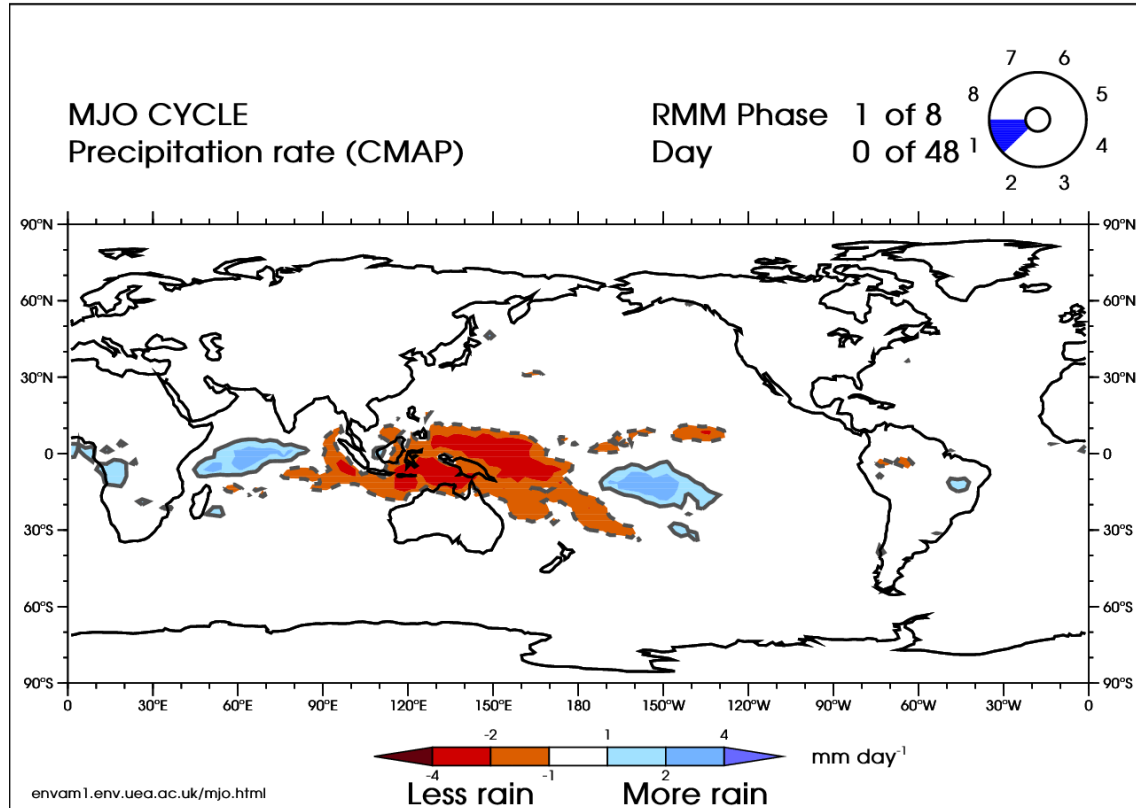 7 6
MJO CYCLE RMM Phase 1 of 8 8 5
Precipitation rate (CMAP) Day 0 of 48 1 4
2 3
90°N 90°N
60°N 60°N
30°N 30°N
0 0
30°S 30°S
60°S 60°S
90°S 90°S
0 30°E 60°E 90°E 120°E 150°E 180 150°W 120°W 90°W 60°W 30°W 0
-2 1 4
mm day⁻¹
-4 -1 2
envam1.env.uea.ac.uk/mjo.html Less rain More rain